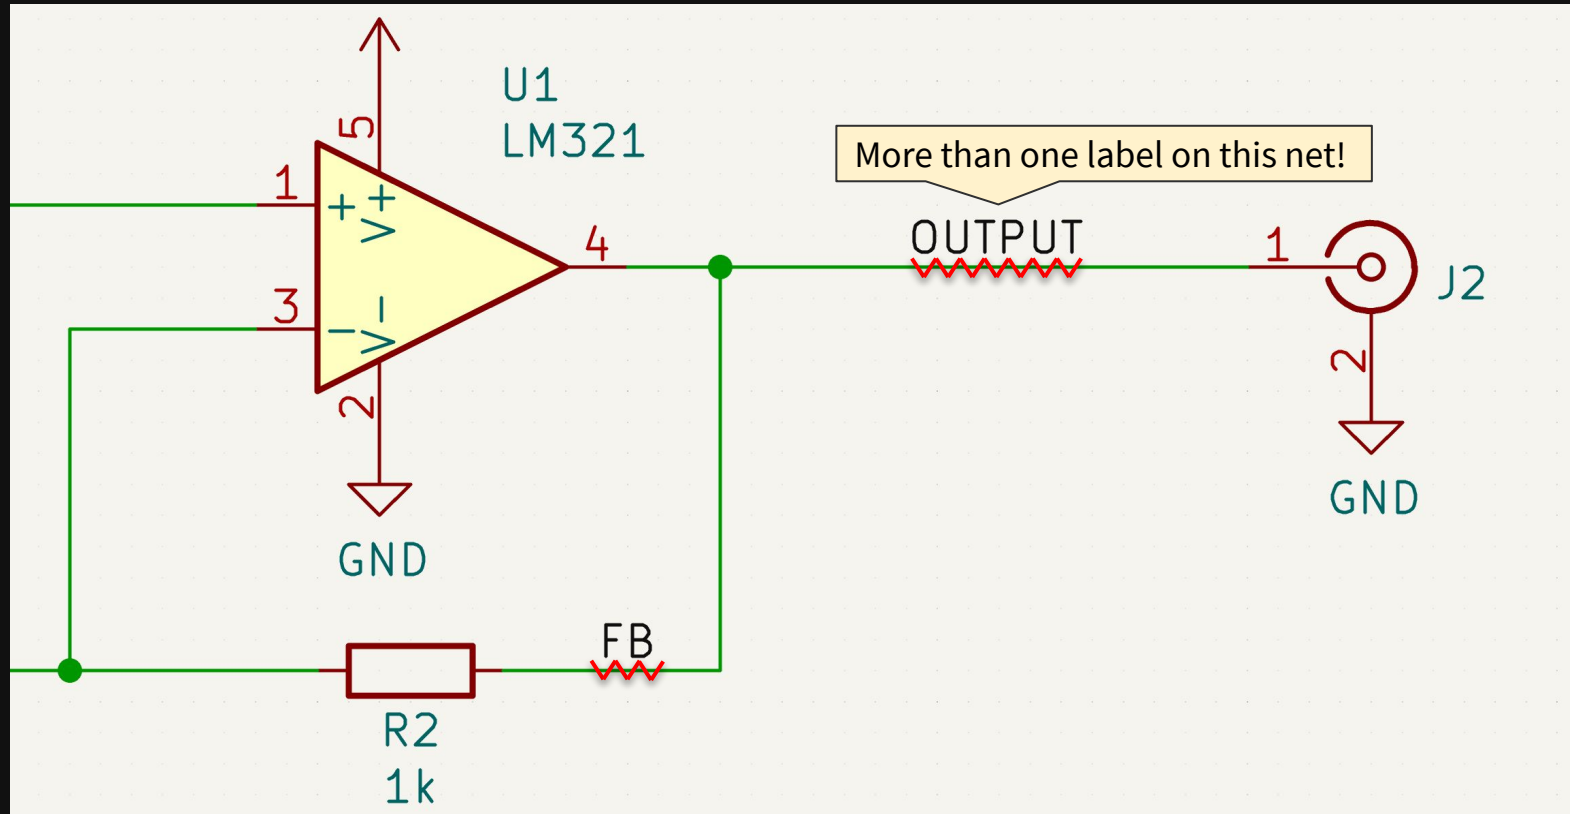 U1
LM321
5
1
+
V+
More than one label on this net!
OUTPUT
4
1
J2
3
−
V−
2
2
GND
GND
FB
R2
1k